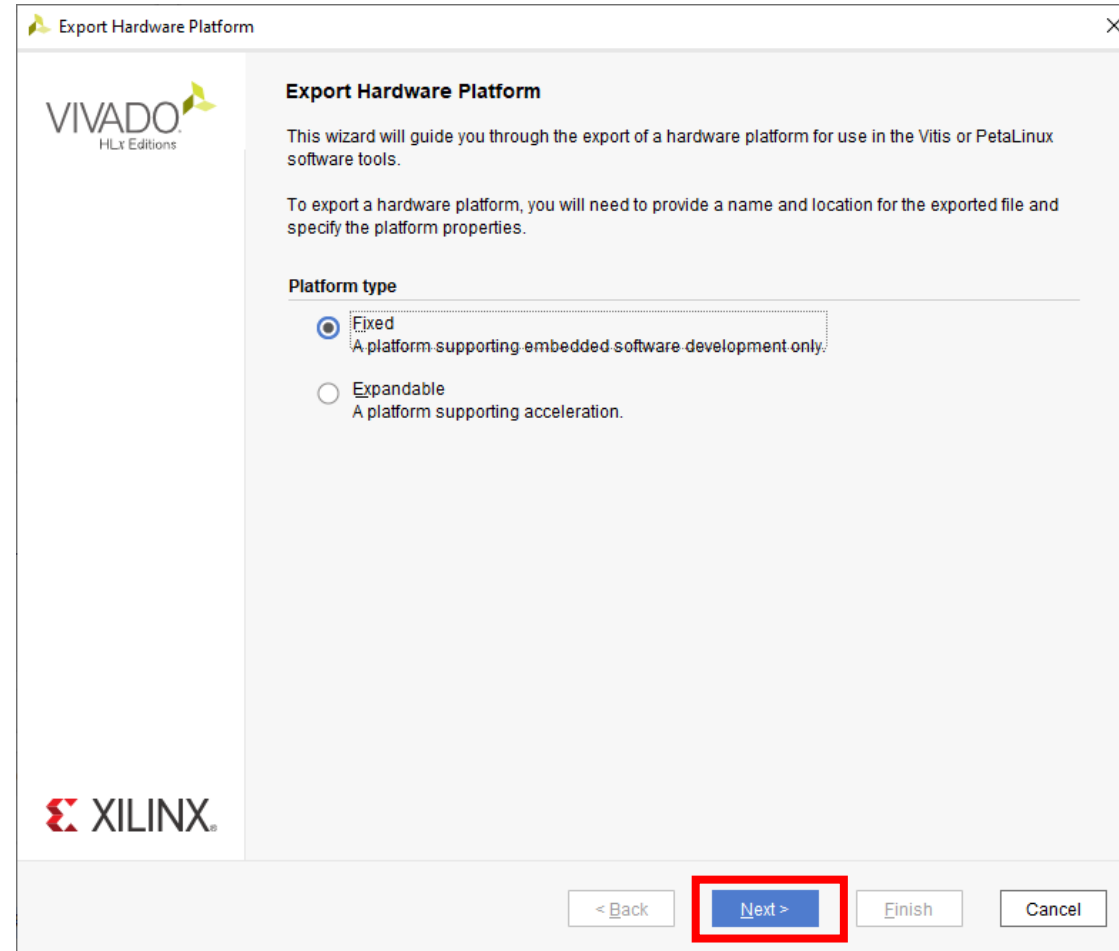 Export Hardware Platform
VIVADO.
HLx Editions
Export Hardware Platform
This wizard will guide you through the export of a hardware platform for use in the Vitis or PetaLinux
software tools.
To export a hardware platform, you will need to provide a name and location for the exported file and
specify the platform properties.
Platform type
Fixed
A platform supporting embedded software development only.
Expandable
A platform supporting acceleration.
XILINX®
< Back
Next >
Finish
Cancel